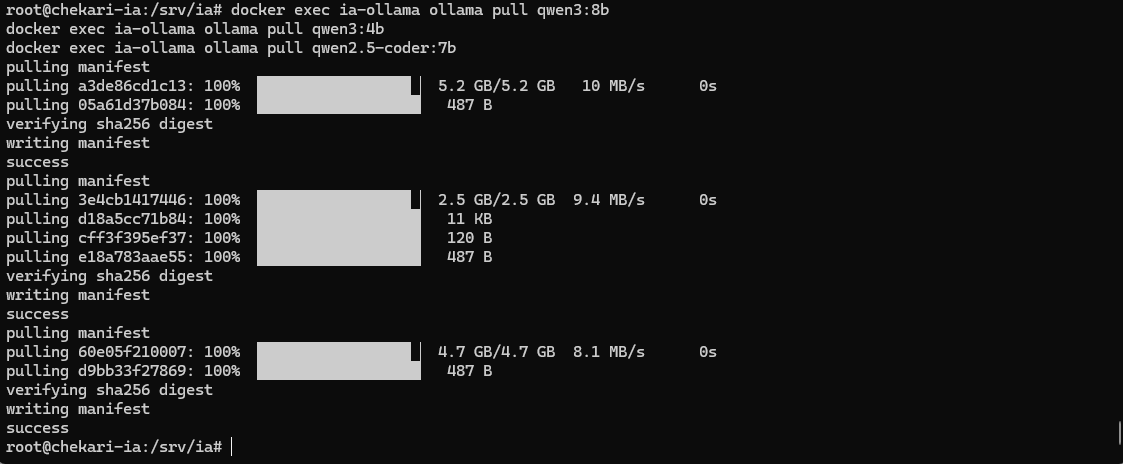 root@chekari-ia:/srv/ia# docker exec ia-ollama ollama pull qwen3:8b
docker exec ia-ollama ollama pull qwen3:4b
docker exec ia-ollama ollama pull qwen2.5-coder:7b
pulling manifest
pulling a3de86cd1c13: 100% 5.2 GB/5.2 GB 10 MB/s 0s
pulling 05a61d37b084: 100% 487 B
verifying sha256 digest
writing manifest
success
pulling manifest
pulling 3e4cb1417446: 100% 2.5 GB/2.5 GB 9.4 MB/s 0s
pulling d18a5cc71b84: 100% 11 KB
pulling cff3f395ef37: 100% 120 B
pulling e18a783aae55: 100% 487 B
verifying sha256 digest
writing manifest
success
pulling manifest
pulling 60e05f210007: 100% 4.7 GB/4.7 GB 8.1 MB/s 0s
pulling d9bb33f27869: 100% 487 B
verifying sha256 digest
writing manifest
success
root@chekari-ia:/srv/ia#